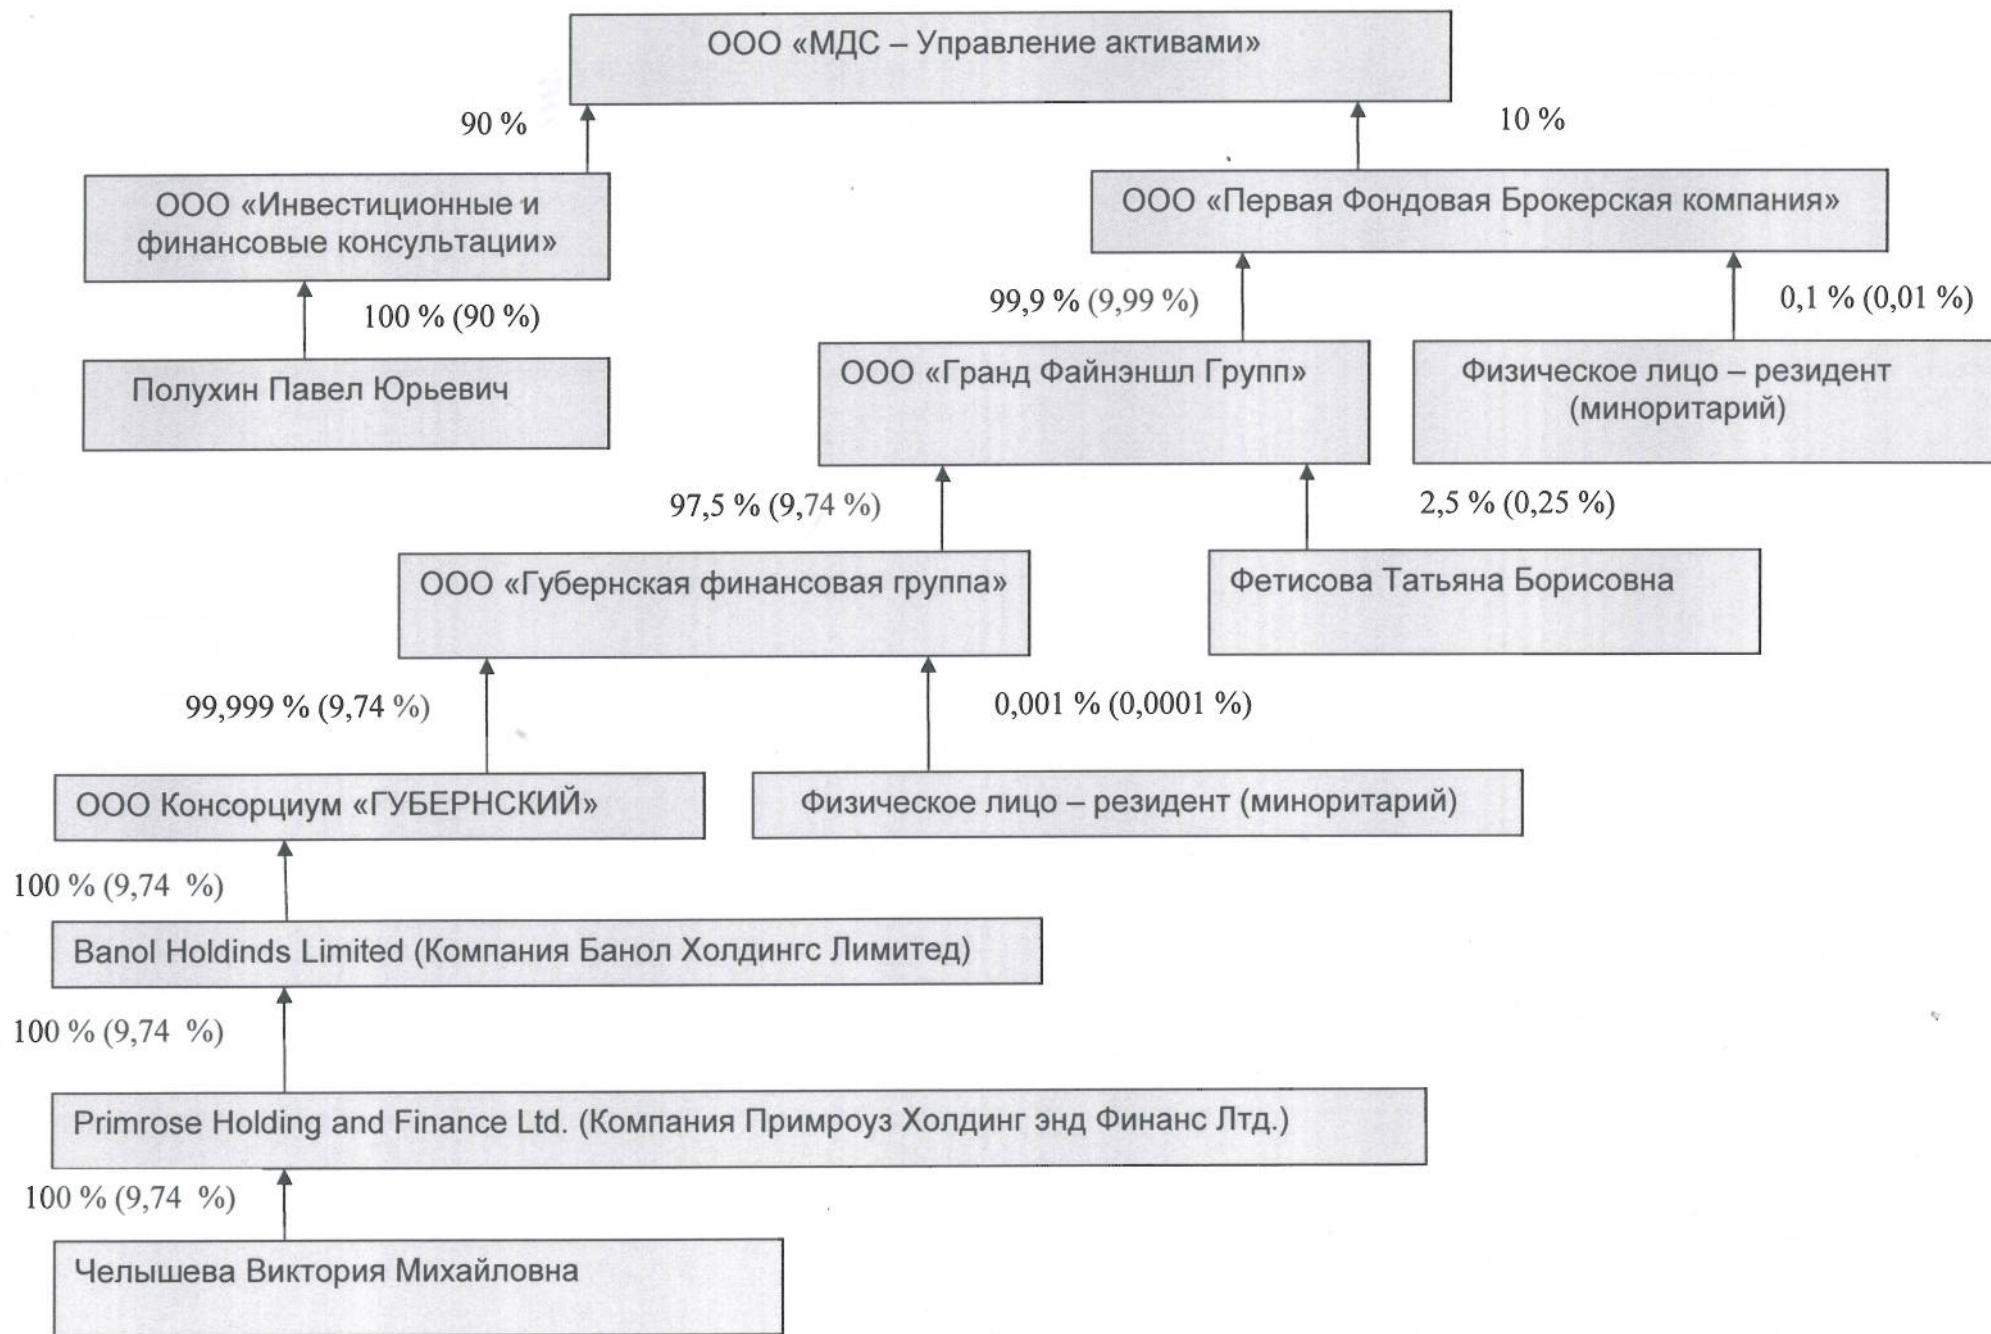 ООО «МДС – Управление активами»
90 %
10 %
ООО «Инвестиционные и
финансовые консультации»
ООО «Первая Фондовая Брокерская компания»
100 % (90 %)
99,9 % (9,99 %)
0,1 % (0,01 %)
Полухин Павел Юрьевич
ООО «Гранд Файнэншл Групп»
Физическое лицо – резидент
(миноритарий)
97,5 % (9,74 %)
2,5 % (0,25 %)
ООО «Губернская финансовая группа»
Фетисова Татьяна Борисовна
99,999 % (9,74 %)
0,001 % (0,0001 %)
ООО Консорциум «ГУБЕРНСКИЙ»
Физическое лицо – резидент (миноритарий)
100 % (9,74 %)
Banol Holdinds Limited (Компания Банол Холдингс Лимитед)
100 % (9,74 %)
Primrose Holding and Finance Ltd. (Компания Примроуз Холдинг энд Финанс Лтд.)
100 % (9,74 %)
Челышева Виктория Михайловна